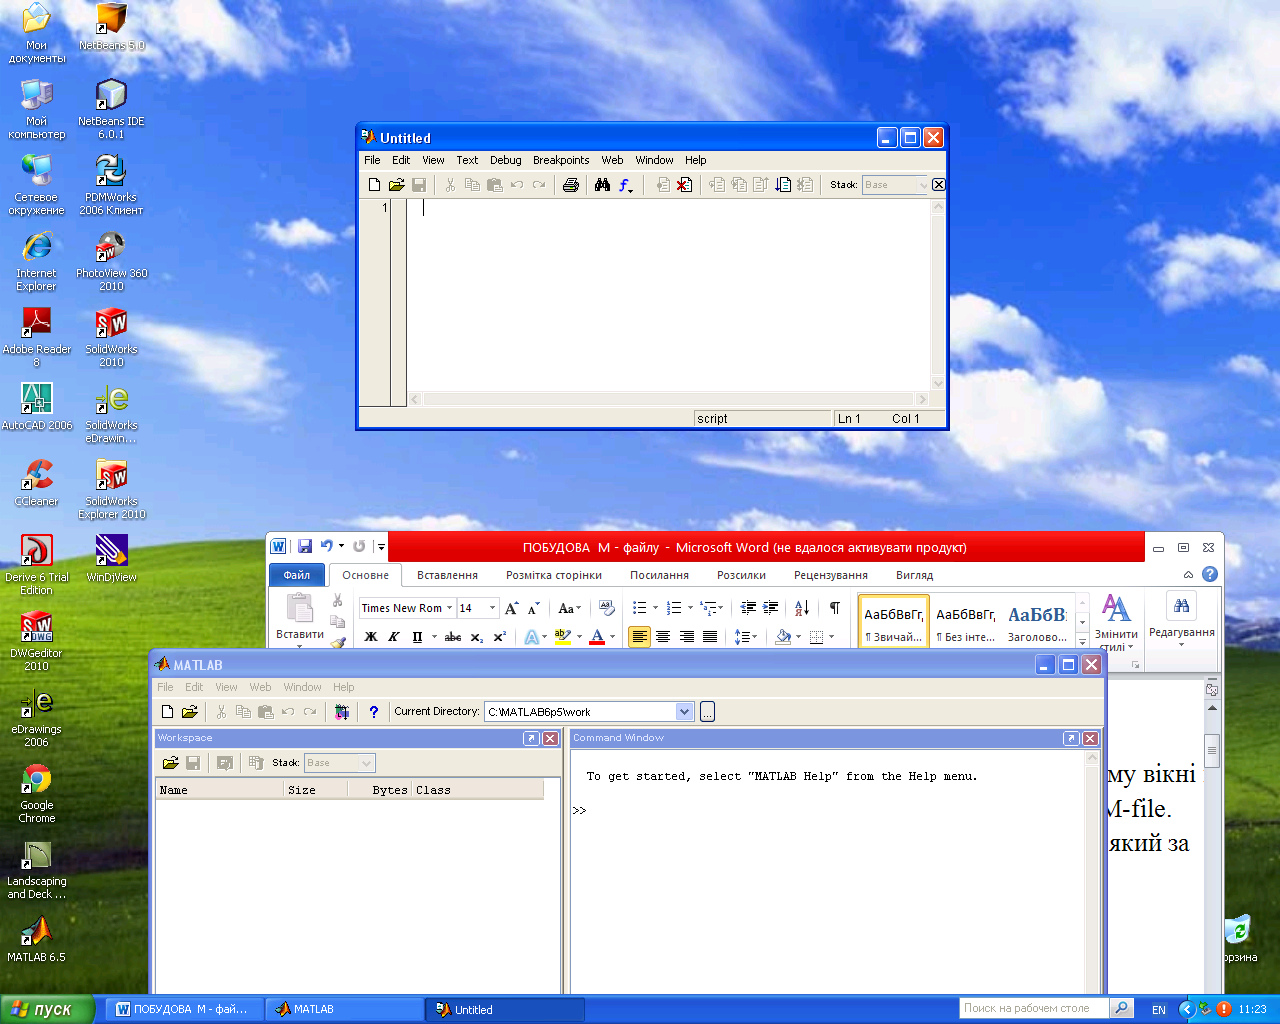 Мои документы
NetBeans 5.0
Мой компьютер
NetBeans IDE 6.0.1
Сетевое окружение
PDMWorks 2006 Клиент
Internet Explorer
PhotoView 360 2010
Adobe Reader 8
SolidWorks 2010
AutoCAD 2006
SolidWorks eDrawin...
CCleaner
SolidWorks Explorer 2010
Derive 6 Trial Edition
WinDjView
DWGeditor 2010
eDrawings 2006
Google Chrome
Landscaping and Deck ...
MATLAB 6.5
Untitled
File Edit View Text Debug Breakpoints Web Window Help
Stack: Base
1
script Ln 1 Col 1
ПОБУДОВА М - файлу - Microsoft Word (не вдалося активувати продукт)
Файл Основне Вставлення Розмітка сторінки Посилання Розсилки Рецензування Вигляд
Вставити
Times New Rom 14
АаБбВвГг, АаБбВвГг, АаБбВ
¶ Звичай... ¶ Без інте... Заголово...
Змінити стилі
Редагування
му вікні
M-file.
який за
MATLAB
File Edit View Web Window Help
Current Directory: C:\MATLAB6p5\work
Workspace
Stack: Base
Name Size Bytes Class
Command Window
To get started, select "MATLAB Help" from the Help menu.
>>
орзина
пуск
ПОБУДОВА М - фай...
MATLAB
Untitled
Поиск на рабочем столе
EN
11:23